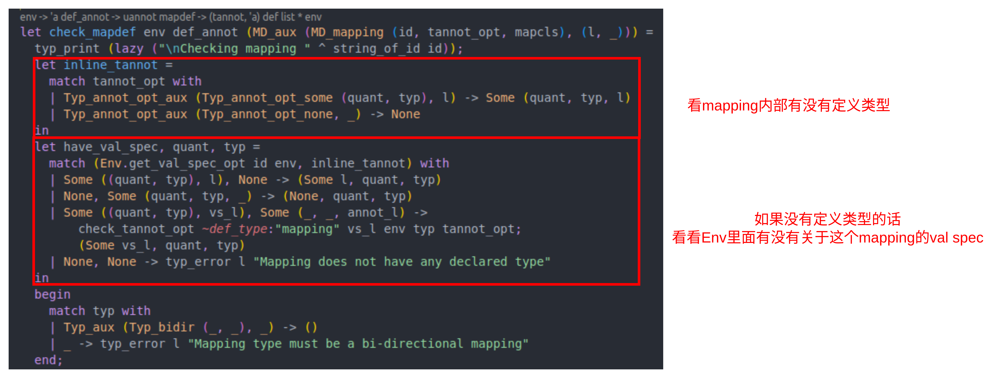 env -> 'a def_annot -> uannot mapdef -> (tannot, 'a) def list * env
let check_mapdef env def_annot (MD_aux (MD_mapping (id, tannot_opt, mapcls), (l, _))) =
typ_print (lazy ("\nChecking mapping " ^ string_of_id id));
let inline_tannot =
match tannot_opt with
| Typ_annot_opt_aux (Typ_annot_opt_some (quant, typ), l) -> Some (quant, typ, l)
| Typ_annot_opt_aux (Typ_annot_opt_none, _) -> None
in
看mapping内部有没有定义类型
let have_val_spec, quant, typ =
match (Env.get_val_spec_opt id env, inline_tannot) with
| Some ((quant, typ), l), None -> (Some l, quant, typ)
| None, Some (quant, typ, _) -> (None, quant, typ)
| Some ((quant, typ), vs_l), Some (_, _, annot_l) ->
check_tannot_opt ~def_type:"mapping" vs_l env typ tannot_opt;
(Some vs_l, quant, typ)
| None, None -> typ_error l "Mapping does not have any declared type"
in
如果没有定义类型的话
看看Env里面有没有关于这个mapping的val spec
begin
match typ with
| Typ_aux (Typ_bidir (_, _), _) -> ()
| _ -> typ_error l "Mapping type must be a bi-directional mapping"
end;